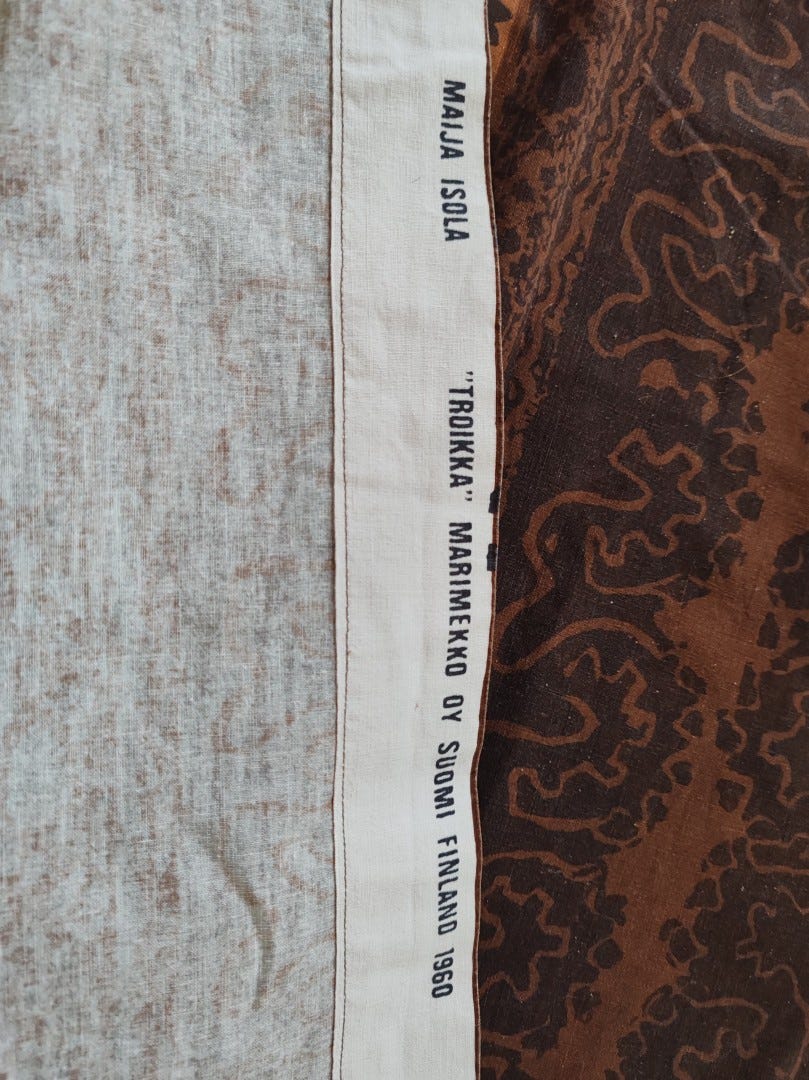 MAIJA ISOLA "TROIKKA" MARIMEKKO OY SUOMI FINLAND 1960